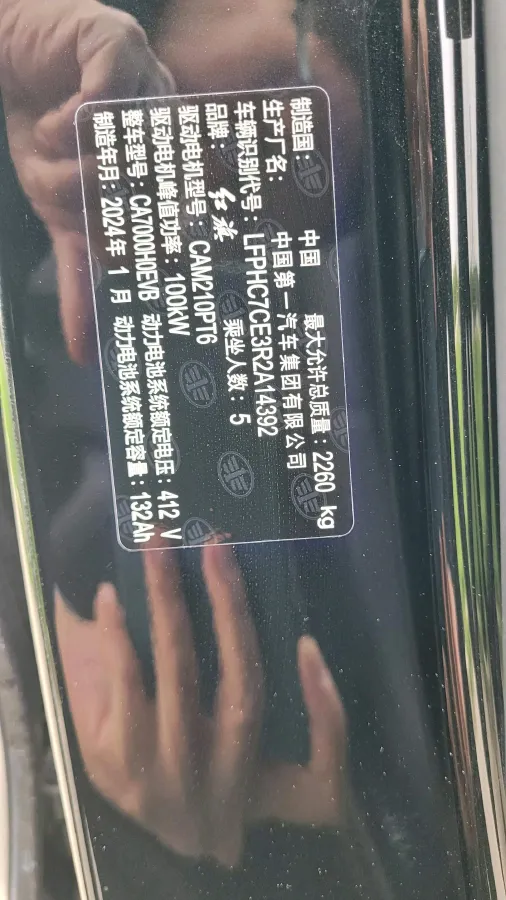 制造国： 中国 最大允许总质量：2260 kg
生产厂名： 中国第一汽车集团有限公司
车辆识别代号：LFPHC7CE3R2A14392
品牌：红旗 乘坐人数：5
驱动电机型号：CAM210PT6
驱动电机峰值功率：100kW
整车型号：CA7000H0EVB 动力电池系统额定电压：412 V
制造年月：2024年 1 月 动力电池系统额定容量：132Ah